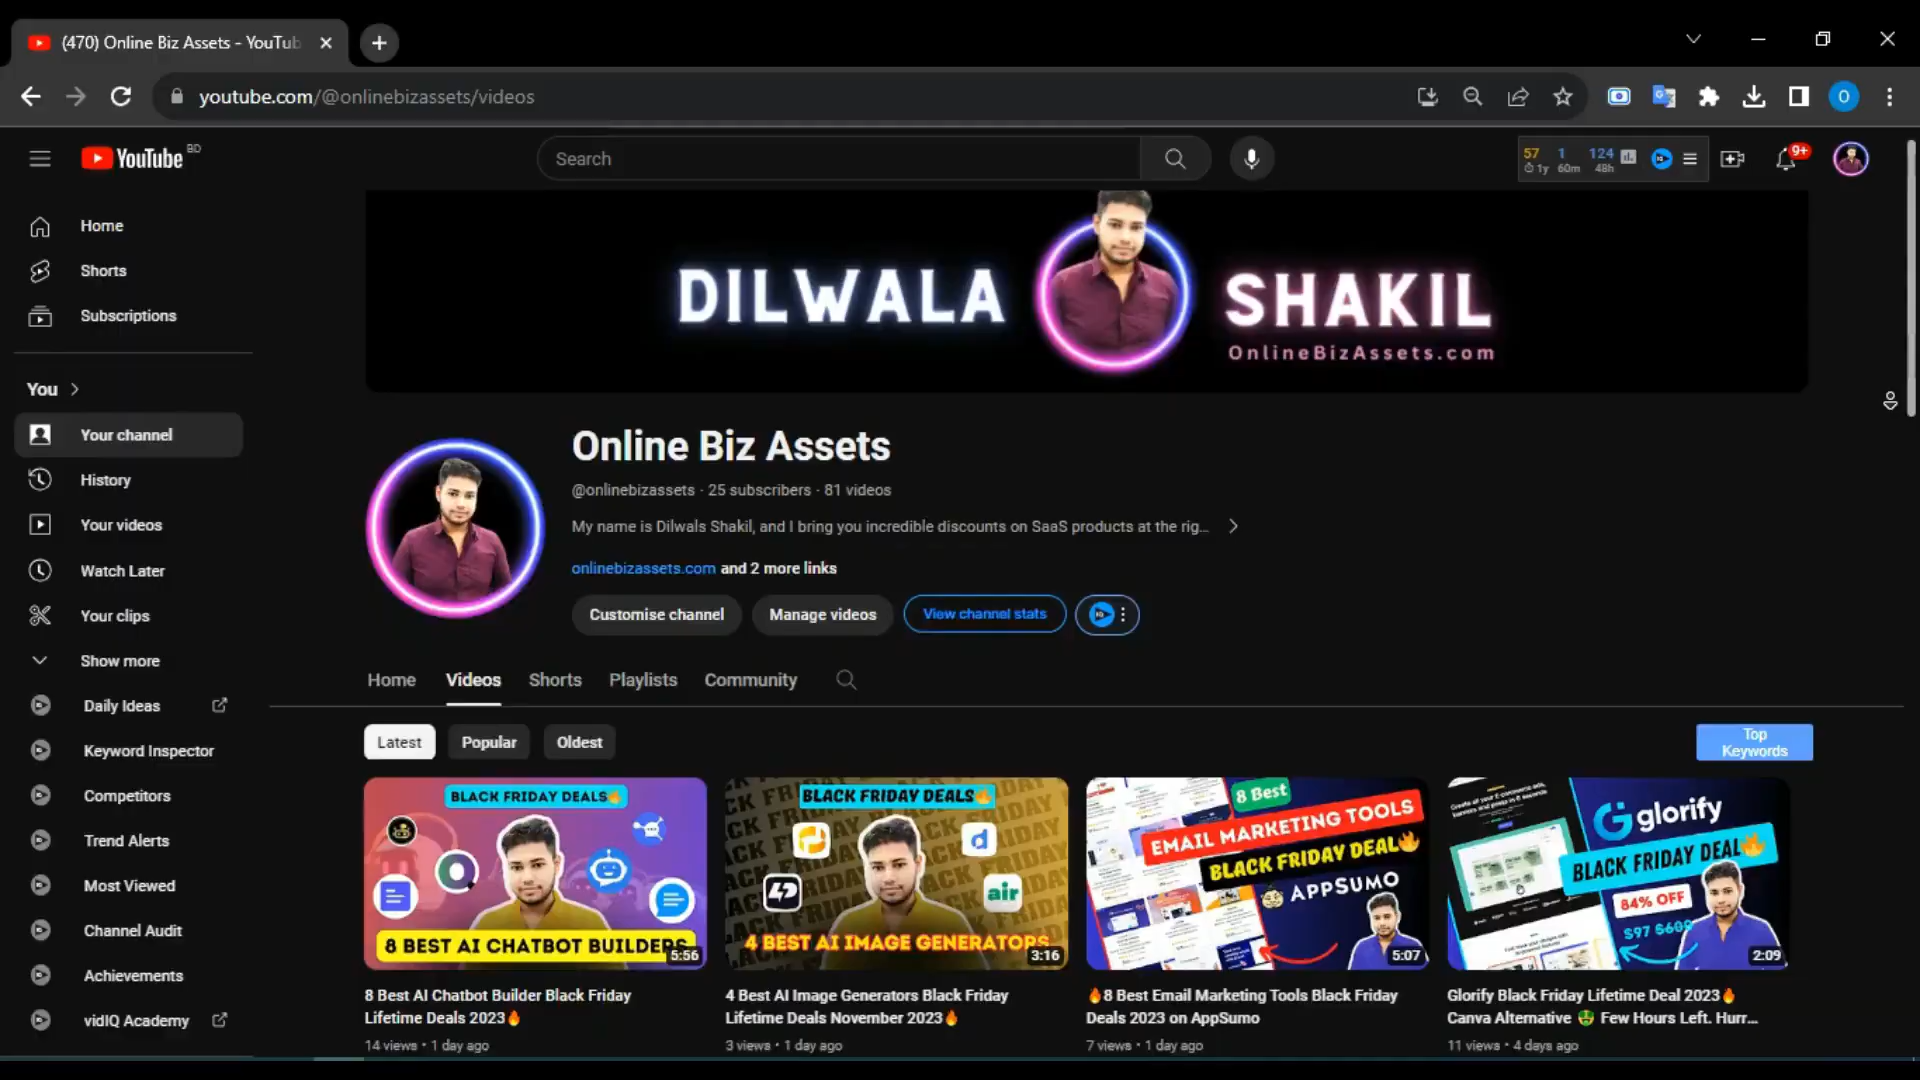 (470) Online Biz Assets - YouTub
youtube.com/@onlinebizassets/videos
O
YouTube BD
Search
57 1 124
1y 60m 48h
9+
Home
Shorts
Subscriptions
You
Your channel
History
Your videos
Watch Later
Your clips
Show more
Daily Ideas
Keyword Inspector
Competitors
Trend Alerts
Most Viewed
Channel Audit
Achievements
vidIQ Academy
DILWALA SHAKIL
OnlineBizAssets.com
Online Biz Assets
@onlinebizassets · 25 subscribers · 81 videos
My name is Dilwals Shakil, and I bring you incredible discounts on SaaS products at the rig...
onlinebizassets.com and 2 more links
Customise channel Manage videos View channel stats
Home Videos Shorts Playlists Community
Latest Popular Oldest
Top
Keywords
BLACK FRIDAY DEALS🔥
8 BEST AI CHATBOT BUILDERS
5:56
8 Best AI Chatbot Builder Black Friday
Lifetime Deals 2023🔥
14 views • 1 day ago
BLACK FRIDAY DEALS🔥
d
air
4 BEST AI IMAGE GENERATORS
3:16
4 Best AI Image Generators Black Friday
Lifetime Deals November 2023🔥
3 views • 1 day ago
8 Best
EMAIL MARKETING TOOLS
BLACK FRIDAY DEAL🔥
APPSUMO
5:07
🔥8 Best Email Marketing Tools Black Friday
Deals 2023 on AppSumo
7 views • 1 day ago
glorify
BLACK FRIDAY DEAL🔥
84% OFF
$97 $600
2:09
Glorify Black Friday Lifetime Deal 2023🔥
Canva Alternative 🤑 Few Hours Left. Hurr...
11 views • 4 days ago